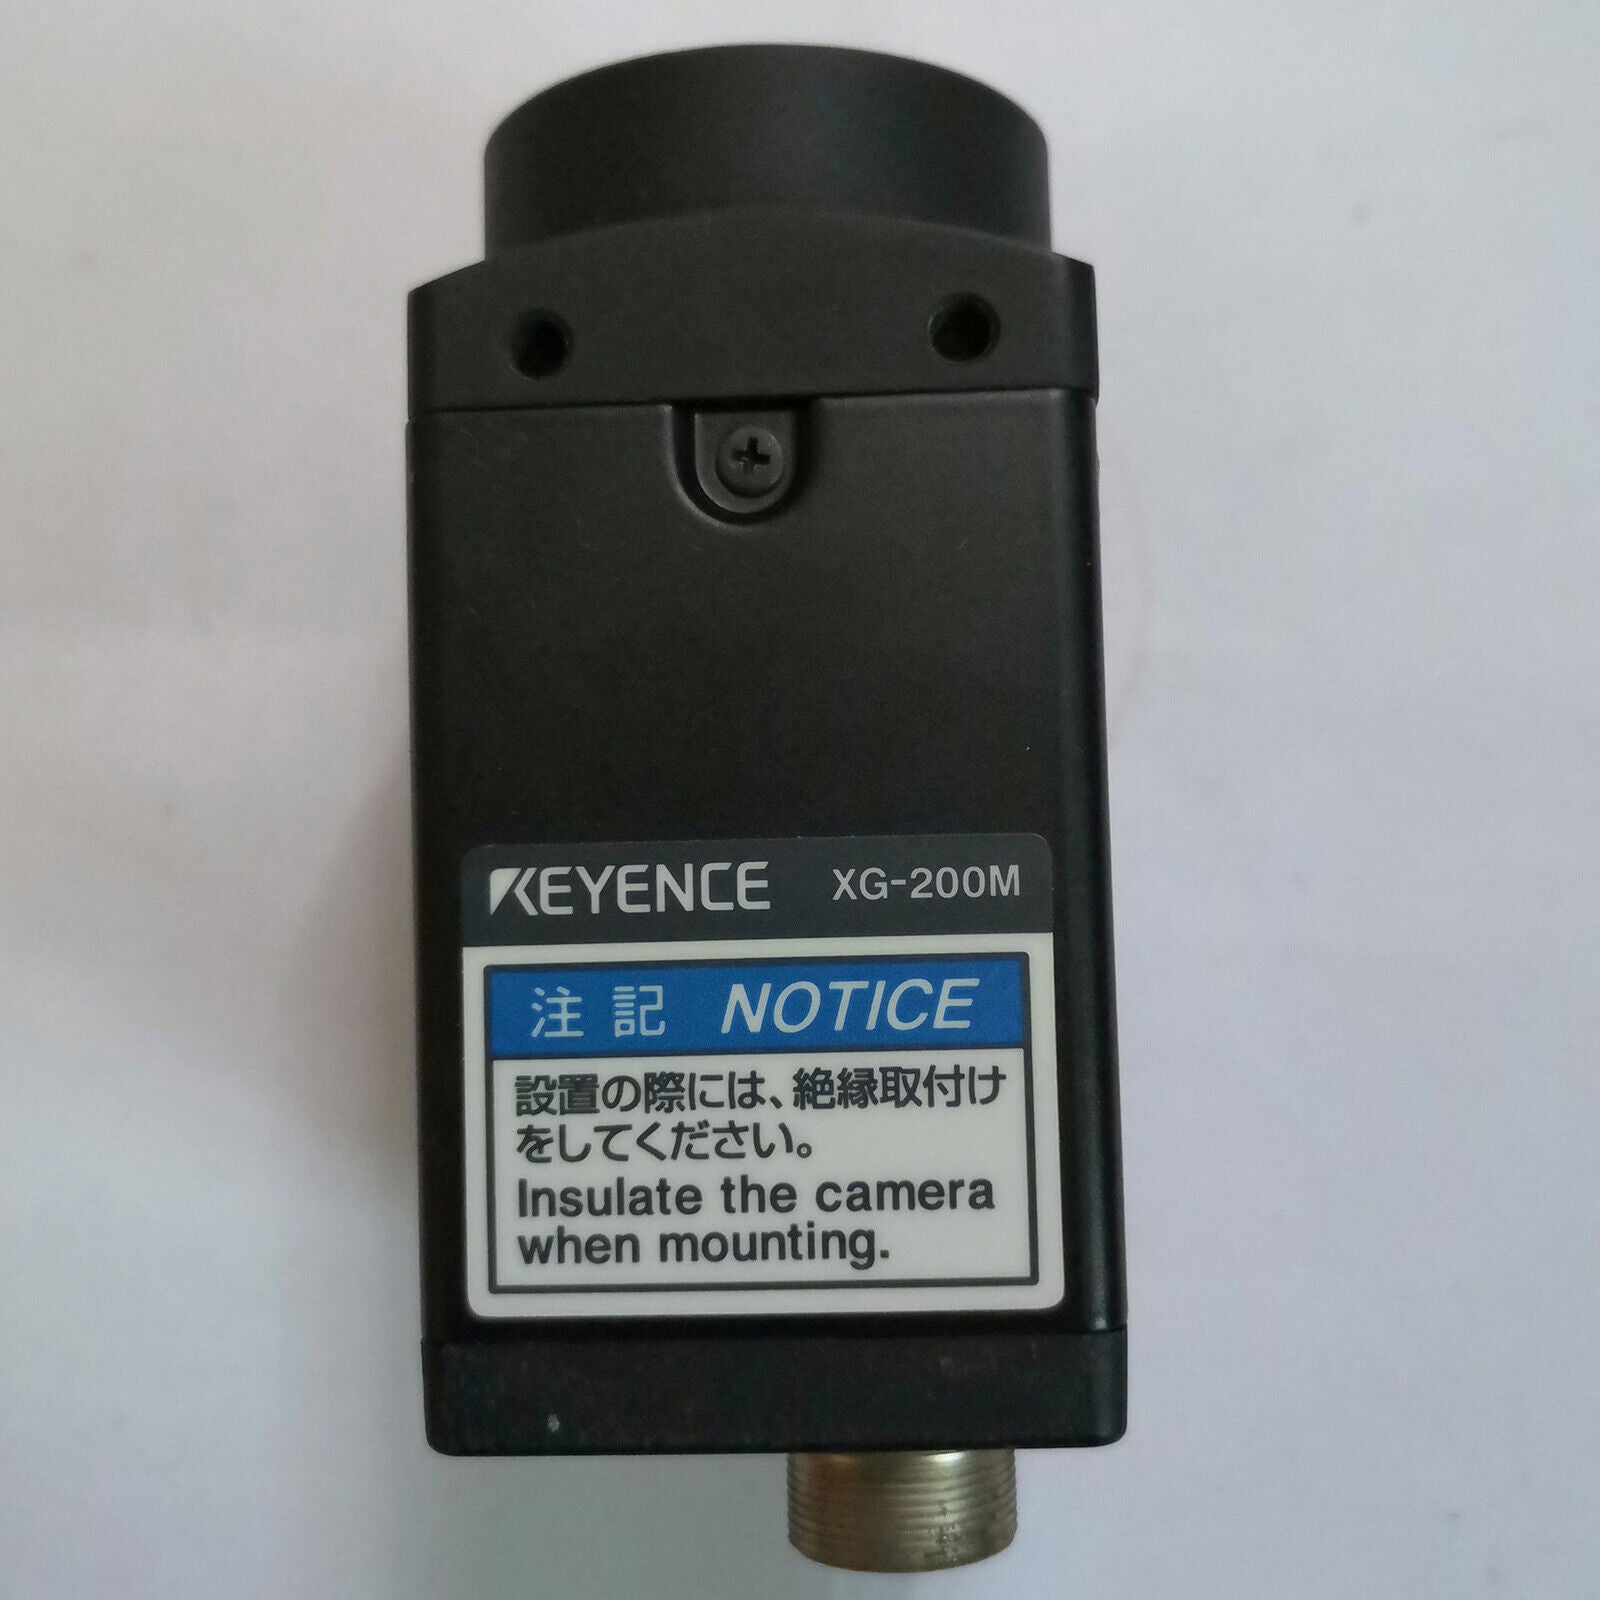 KEYENCE XG-200M
注記 NOTICE
設置の際には、絶縁取付け
をしてください。
Insulate the camera
when mounting.